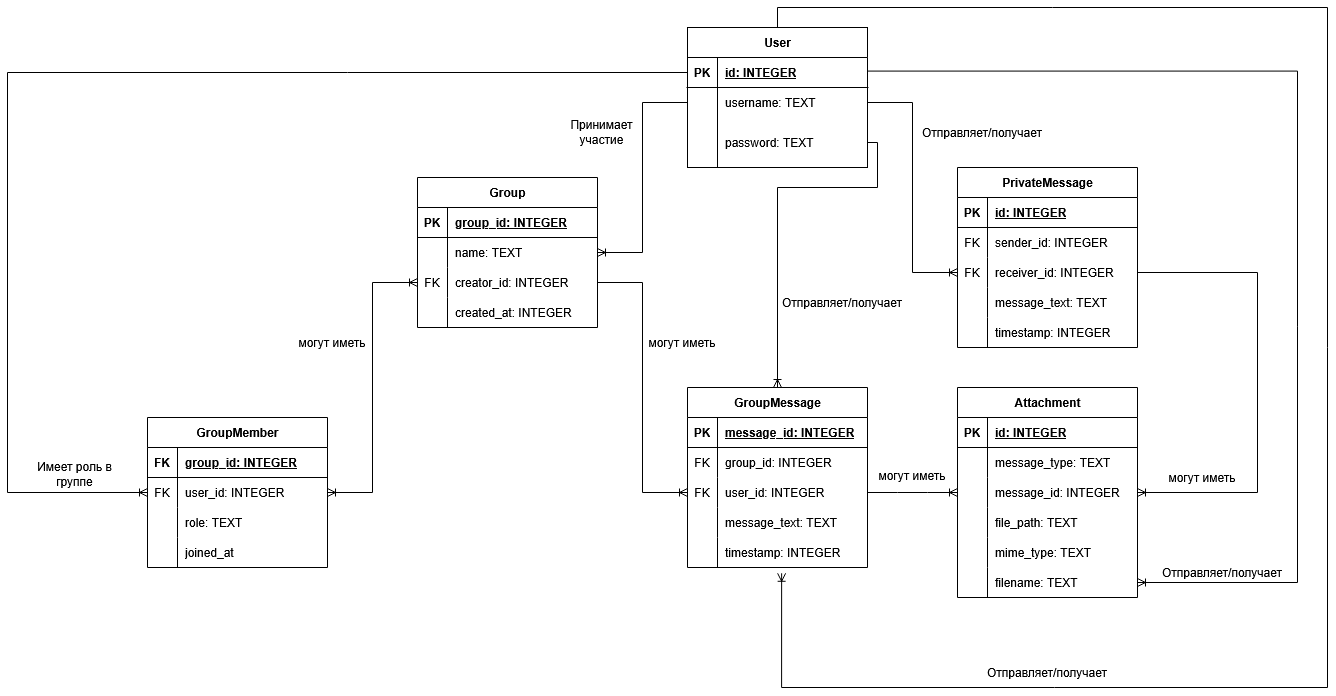 User
PK id: INTEGER
username: TEXT
password: TEXT
Принимает
участие
Отправляет/получает
Group
PK group_id: INTEGER
name: TEXT
FK creator_id: INTEGER
created_at: INTEGER
PrivateMessage
PK id: INTEGER
FK sender_id: INTEGER
FK receiver_id: INTEGER
message_text: TEXT
timestamp: INTEGER
Отправляет/получает
могут иметь
могут иметь
GroupMember
FK group_id: INTEGER
FK user_id: INTEGER
role: TEXT
joined_at
Имеет роль в
группе
GroupMessage
PK message_id: INTEGER
FK group_id: INTEGER
FK user_id: INTEGER
message_text: TEXT
timestamp: INTEGER
могут иметь
Attachment
PK id: INTEGER
message_type: TEXT
message_id: INTEGER
file_path: TEXT
mime_type: TEXT
filename: TEXT
могут иметь
Отправляет/получает
Отправляет/получает